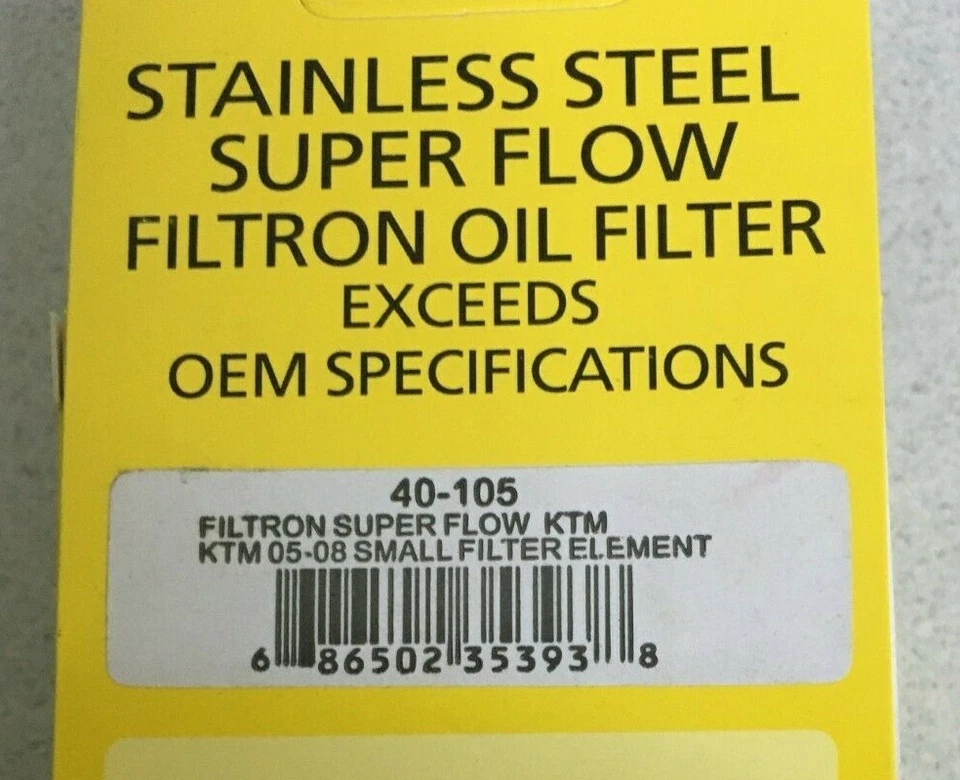 STAINLESS STEEL
SUPER FLOW
FILTRON OIL FILTER
EXCEEDS
OEM SPECIFICATIONS
40-105
FILTRON SUPER FLOW KTM
KTM 05-08 SMALL FILTER ELEMENT
6 86502 35393 8